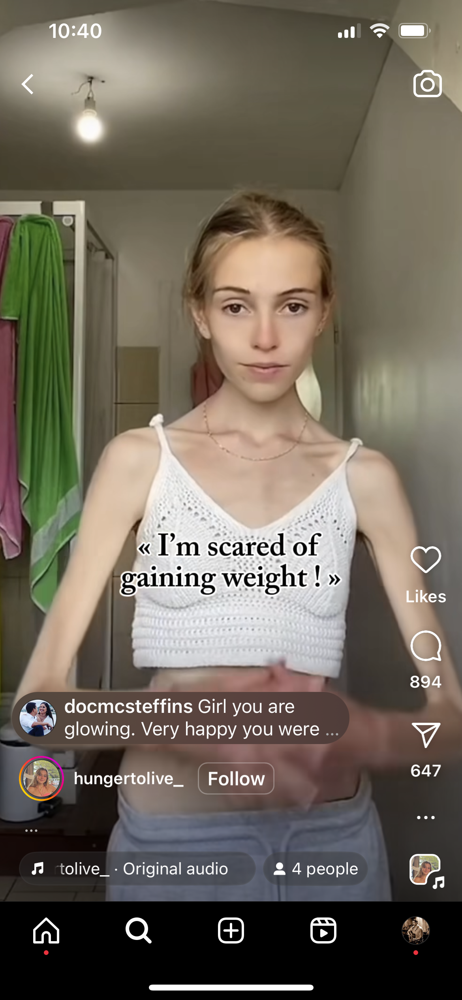 10:40
« I’m scared of
gaining weight ! »
Likes
894
docmcsteffins Girl you are
glowing. Very happy you were ...
647
hungertolive_ Follow
...
rtolive_ · Original audio
4 people